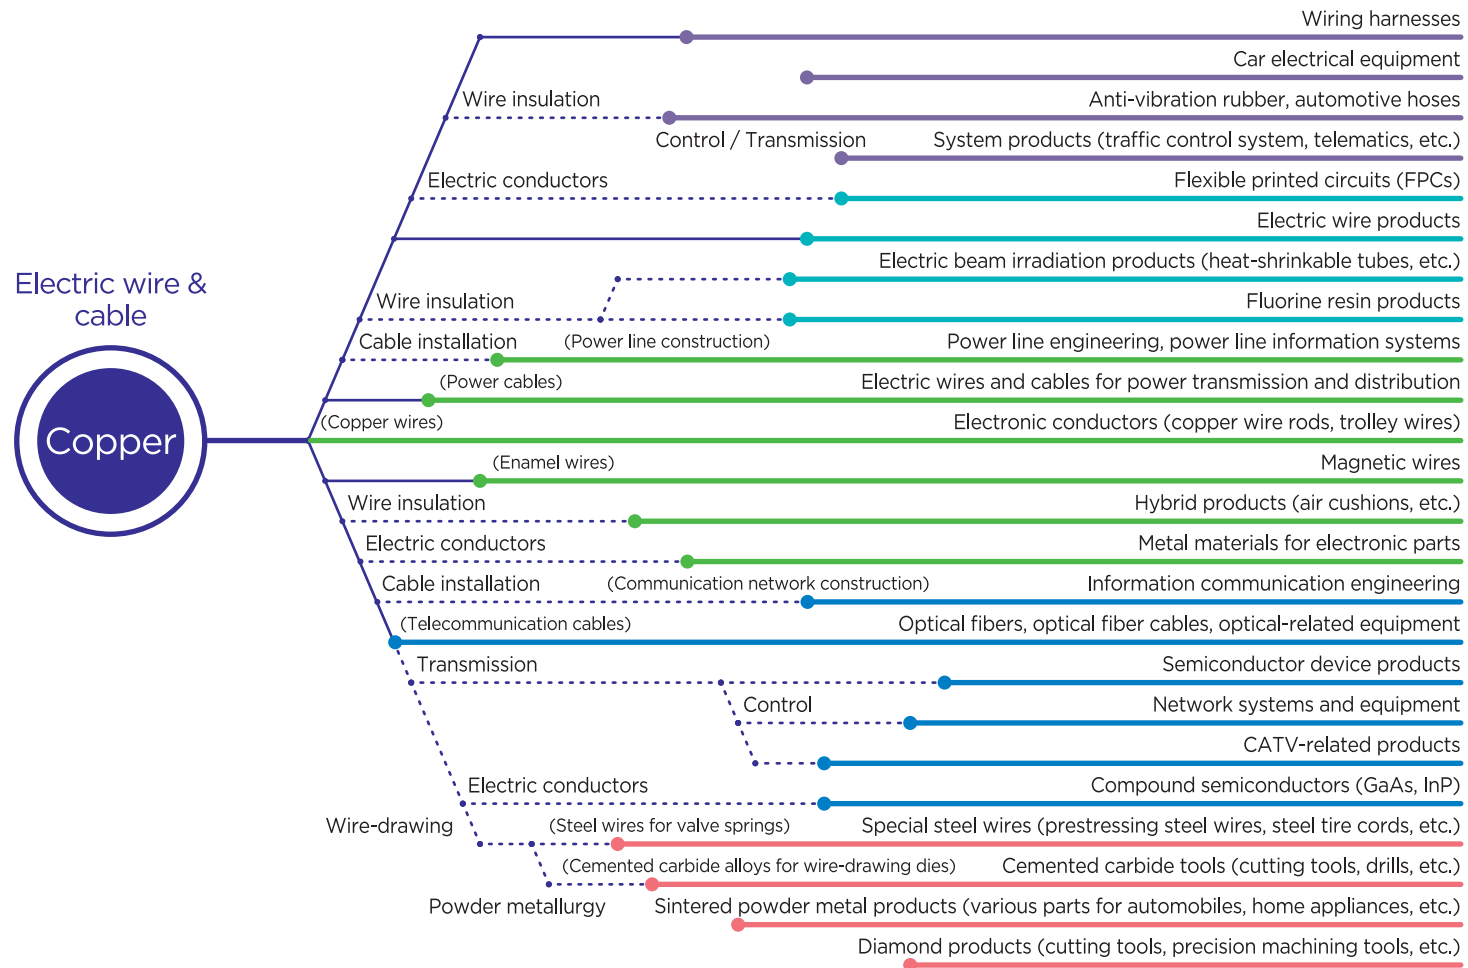 Wiring harnesses
Car electrical equipment
Wire insulation
Anti-vibration rubber, automotive hoses
Control / Transmission
System products (traffic control system, telematics, etc.)
Electric conductors
Flexible printed circuits (FPCs)
Electric wire products
Electric beam irradiation products (heat-shrinkable tubes, etc.)
Electric wire &
cable
Wire insulation
Fluorine resin products
Cable installation
(Power line construction)
Power line engineering, power line information systems
(Power cables)
Electric wires and cables for power transmission and distribution
(Copper wires)
Electronic conductors (copper wire rods, trolley wires)
Copper
(Enamel wires)
Magnetic wires
Wire insulation
Hybrid products (air cushions, etc.)
Electric conductors
Metal materials for electronic parts
Cable installation
(Communication network construction)
Information communication engineering
(Telecommunication cables)
Optical fibers, optical fiber cables, optical-related equipment
Transmission
Semiconductor device products
Control
Network systems and equipment
CATV-related products
Electric conductors
Compound semiconductors (GaAs, InP)
Wire-drawing
(Steel wires for valve springs)
Special steel wires (prestressing steel wires, steel tire cords, etc.)
(Cemented carbide alloys for wire-drawing dies)
Cemented carbide tools (cutting tools, drills, etc.)
Powder metallurgy
Sintered powder metal products (various parts for automobiles, home appliances, etc.)
Diamond products (cutting tools, precision machining tools, etc.)